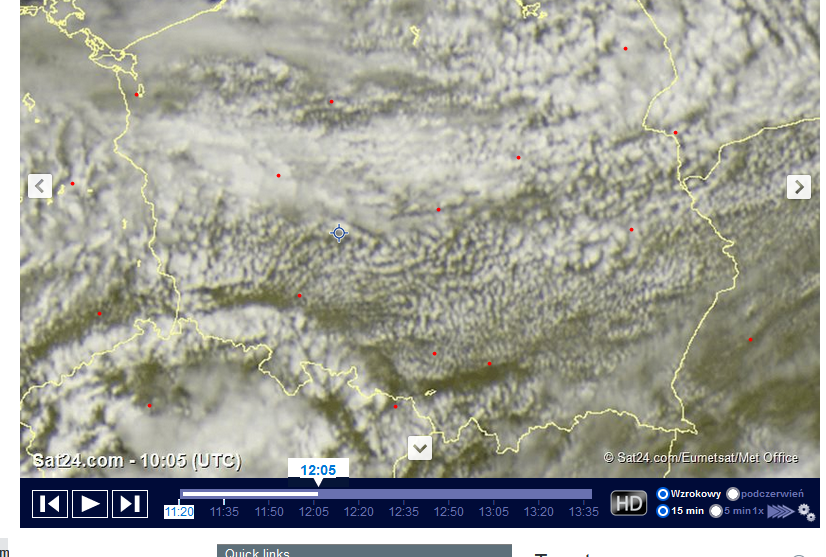 Sat24.com - 10:05 (UTC)
© Sat24.com/Eumetsat/Met Office
12:05
11:20 11:35 11:50 12:05 12:20 12:35 12:50 13:05 13:20 13:35
HD
Wzrokowy podczerwień
15 min 5 min 1x
m
Quick links